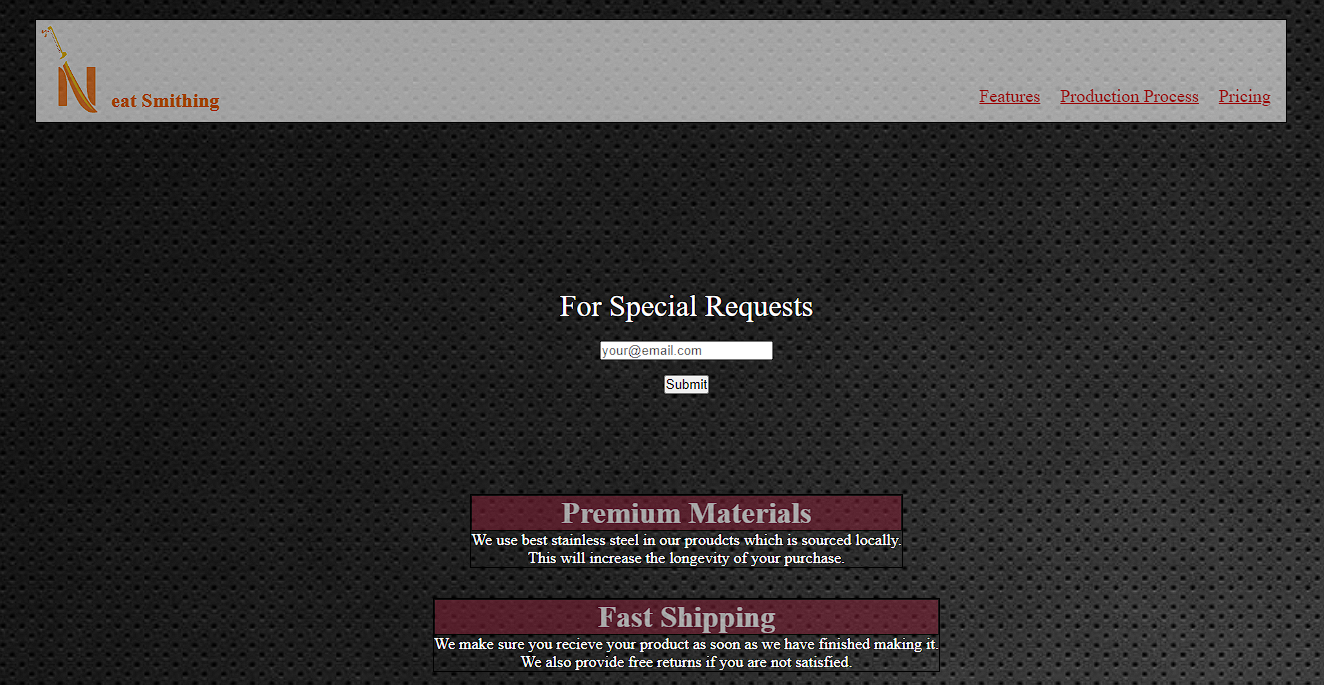 N eat Smithing
Features Production Process Pricing
For Special Requests
your@email.com
Submit
Premium Materials
We use best stainless steel in our proudcts which is sourced locally.
This will increase the longevity of your purchase.
Fast Shipping
We make sure you recieve your product as soon as we have finished making it.
We also provide free returns if you are not satisfied.